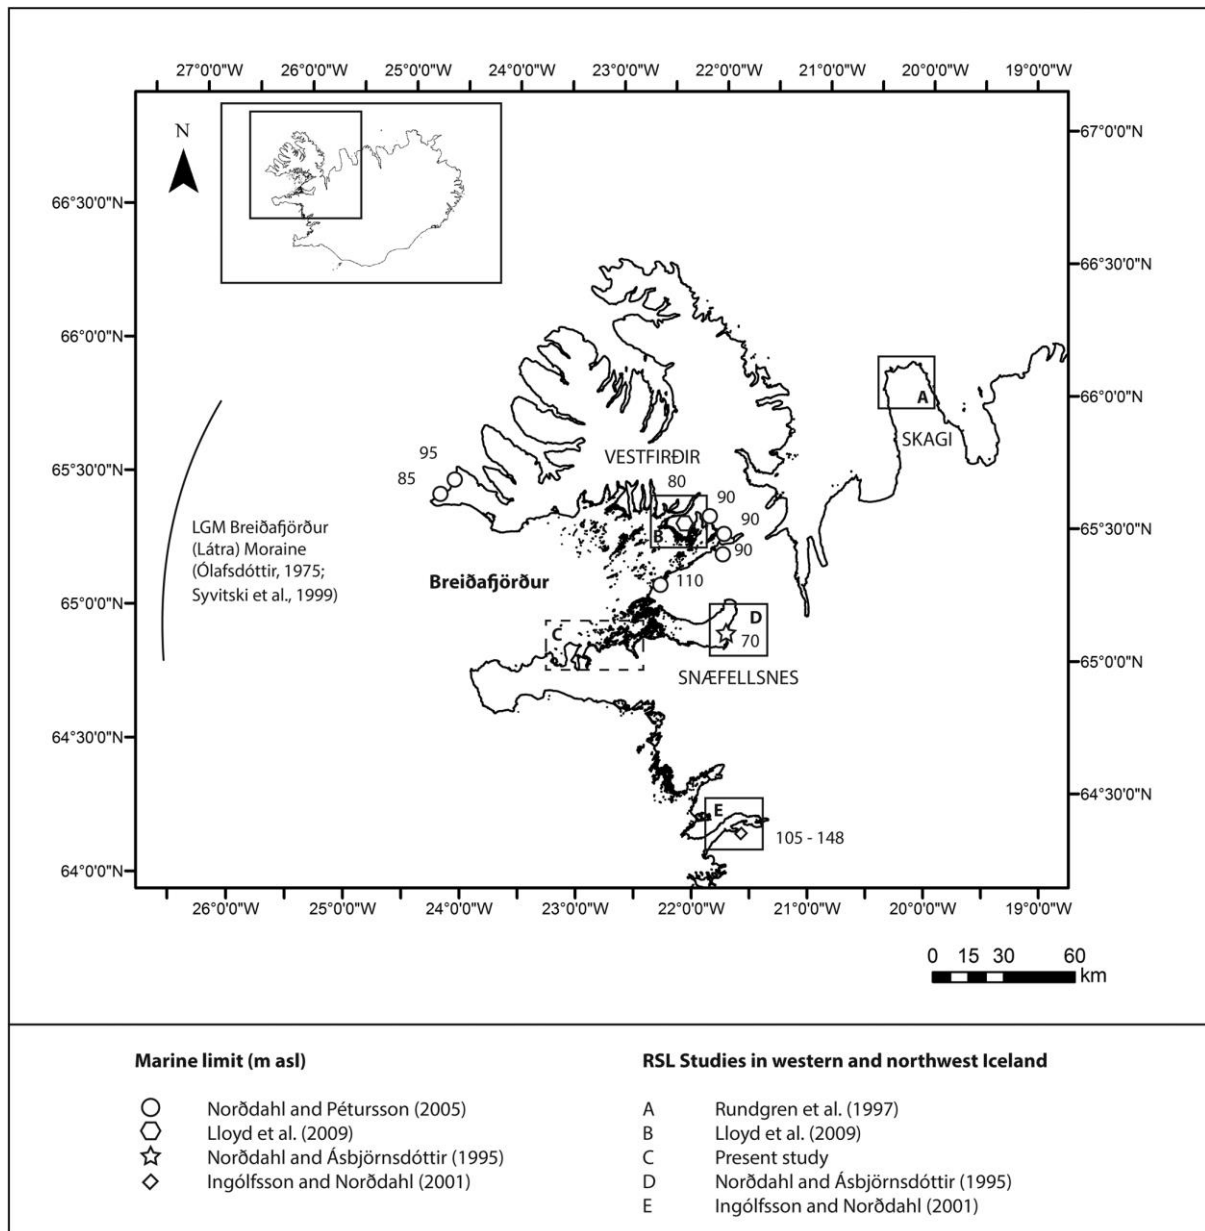 27°0'0"W 26°0'0"W 25°0'0"W 24°0'0"W 23°0'0"W 22°0'0"W 21°0'0"W 20°0'0"W 19°0'0"W
N
67°0'0"N
66°30'0"N
66°30'0"N
66°0'0"N
A
66°0'0"N
SKAGI
95
VESTFIRÐIR
65°30'0"N
85
80
90
LGM Breiðafjörður
(Látra) Moraine
(Ólafsdóttir, 1975;
Syvitski et al., 1999)
90
65°30'0"N
B
90
Breiðafjörður
110
65°0'0"N
C
D
70
65°0'0"N
SNÆFELLSNES
64°30'0"N
64°30'0"N
E
105 - 148
64°0'0"N
26°0'0"W 25°0'0"W 24°0'0"W 23°0'0"W 22°0'0"W 21°0'0"W 20°0'0"W 19°0'0"W
0 15 30 60
km
Marine limit (m asl)
Norðdahl and Pétursson (2005)
Lloyd et al. (2009)
Norðdahl and Ásbjörnsdóttir (1995)
Ingólfsson and Norðdahl (2001)
RSL Studies in western and northwest Iceland
A Rundgren et al. (1997)
B Lloyd et al. (2009)
C Present study
D Norðdahl and Ásbjörnsdóttir (1995)
E Ingólfsson and Norðdahl (2001)